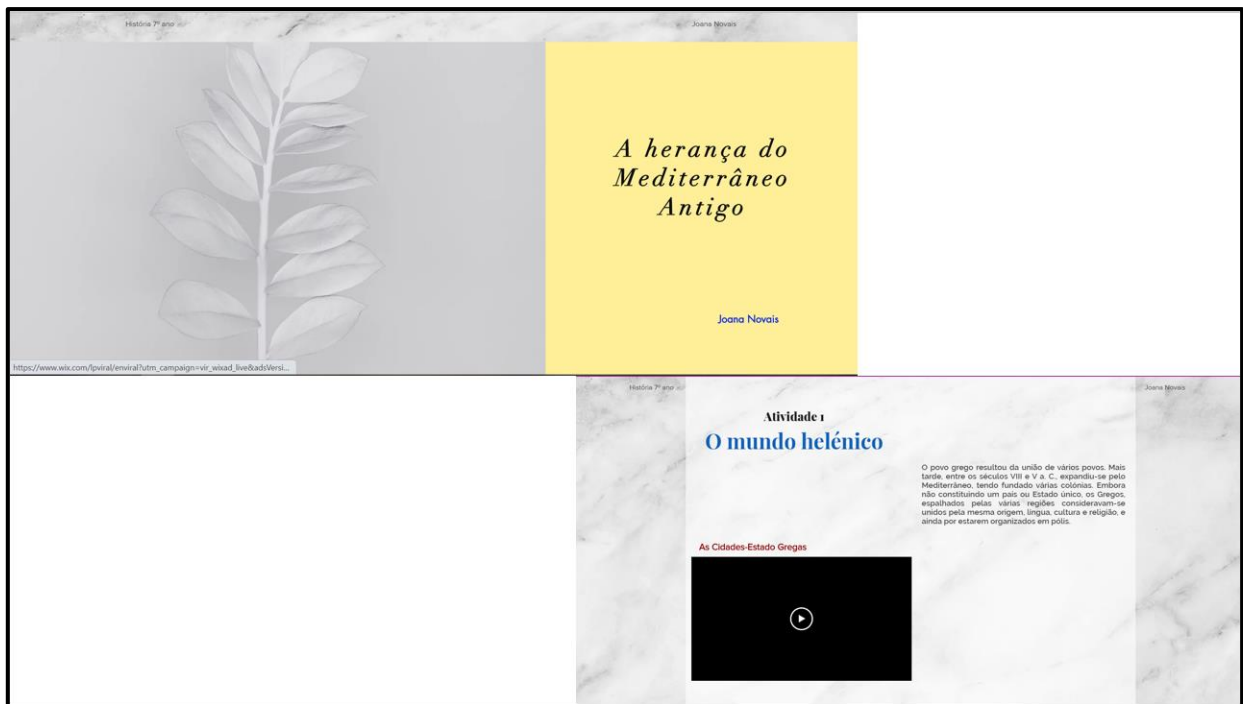 História 7º ano
Joana Novais
A herança do
Mediterrâneo
Antigo
Joana Novais
https://www.wix.com/lpviral/enviral?utm_campaign=vir_wixad_live&adsVersi...
História 7º ano
Joana Novais
Atividade 1
O mundo helénico
O povo grego resultou da união de vários povos. Mais
tarde, entre os séculos VIII e V a. C., expandiu-se pelo
Mediterrâneo, tendo fundado várias colónias. Embora
não constituindo um país ou Estado único, os Gregos,
espalhados pelas várias regiões consideravam-se
unidos pela mesma origem, língua, cultura e religião, e
ainda por estarem organizados em pólis.
As Cidades-Estado Gregas